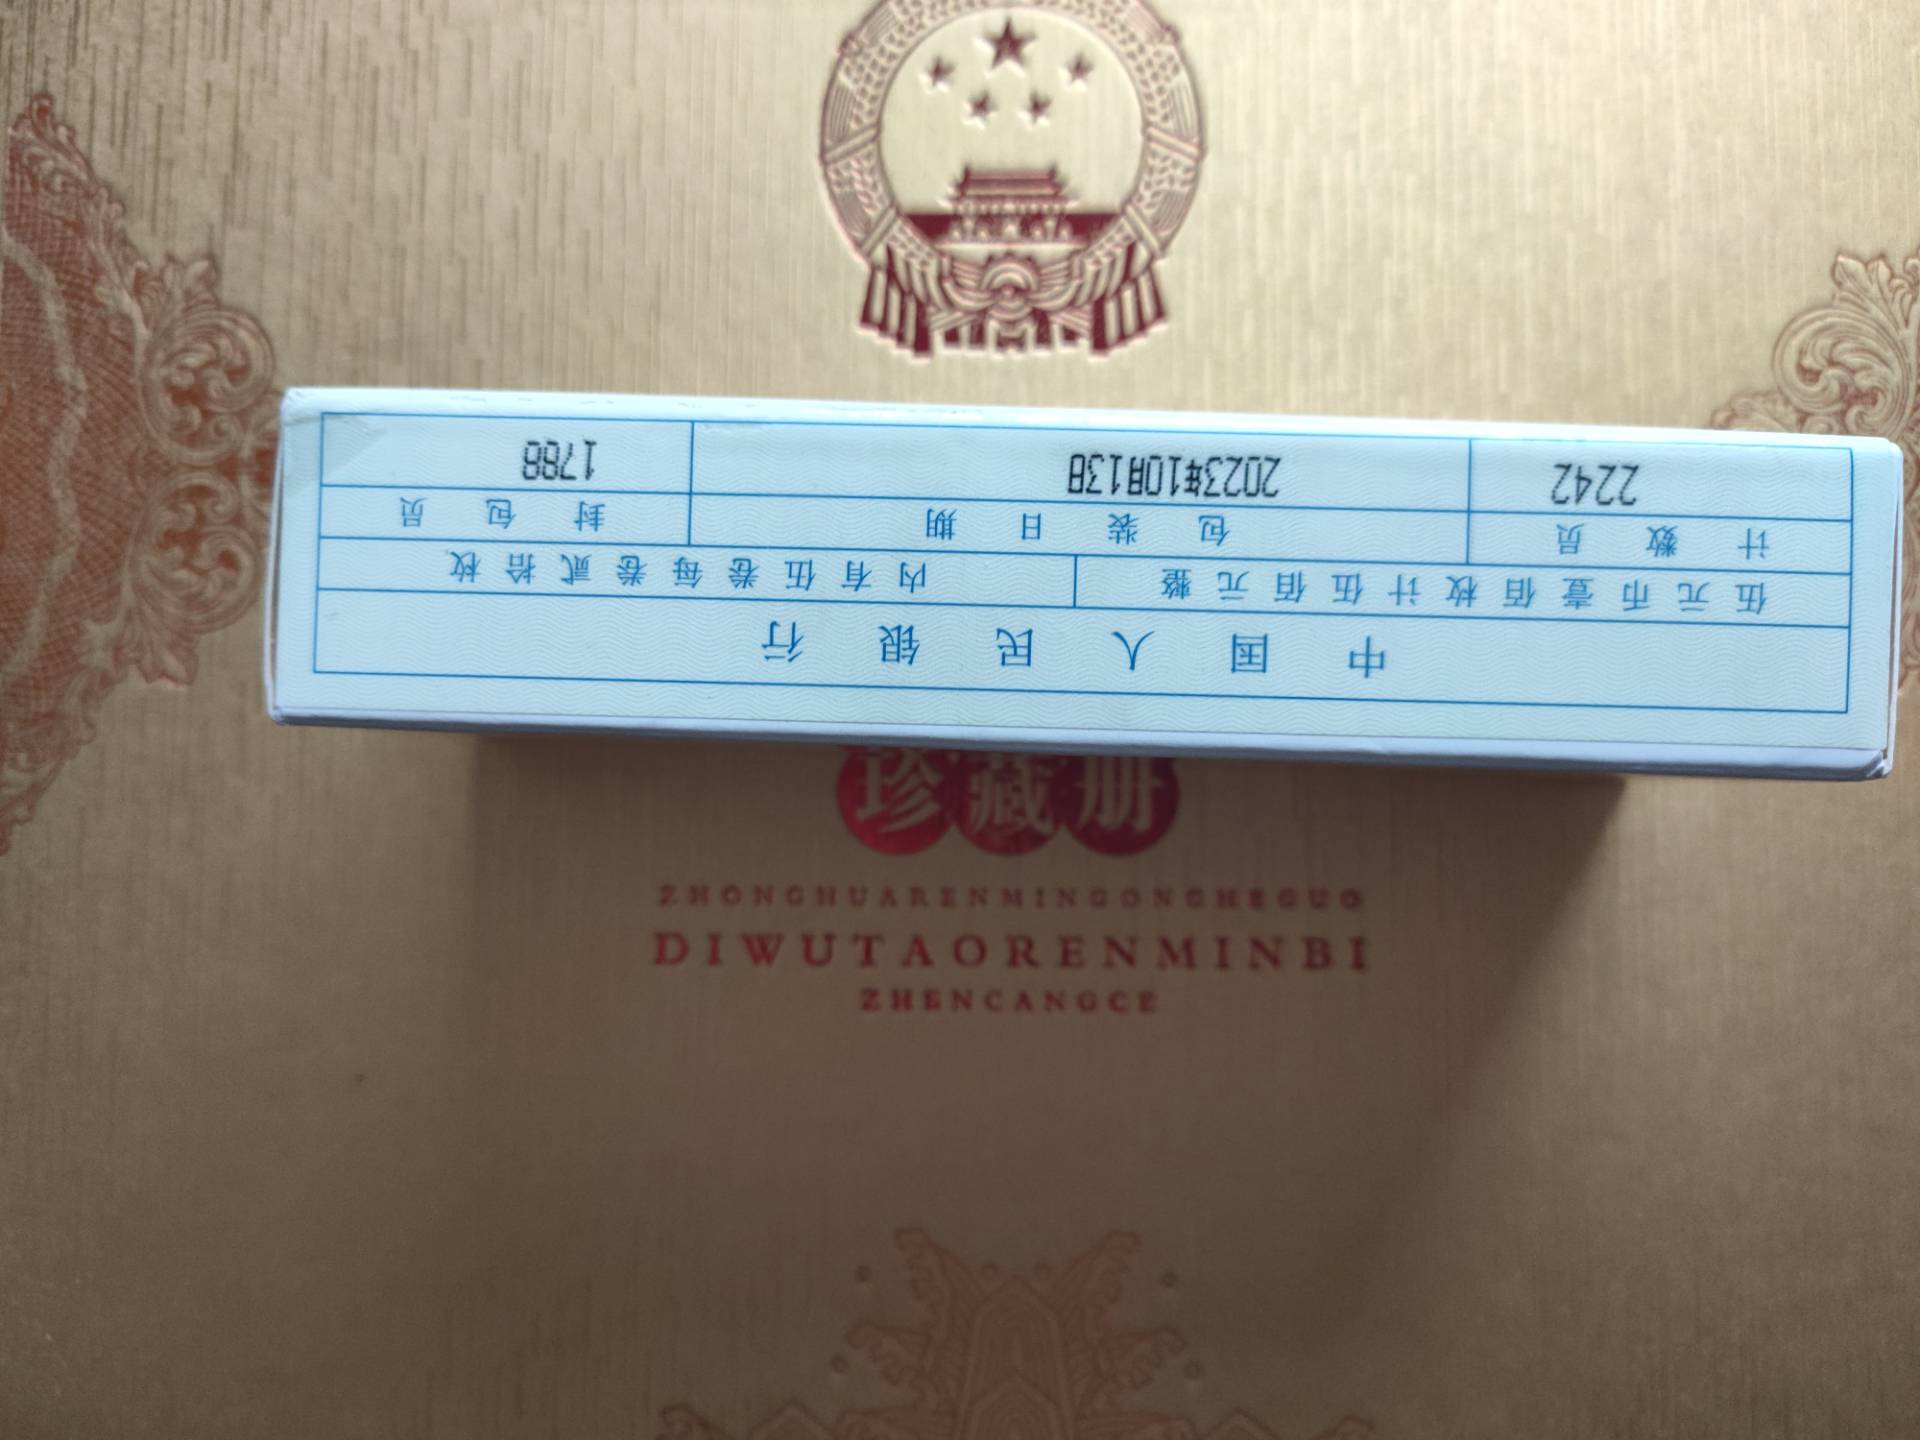 中国人民银行
伍元币壹佰枚计伍佰元整 内有伍卷每卷贰拾枚
计数员 包装日期 封包员
2242 2023年10月13日 1788
珍藏册
ZHONGHUARENMINGONGHEGUO
DIWUTAORENMINBI
ZHENCANGCE